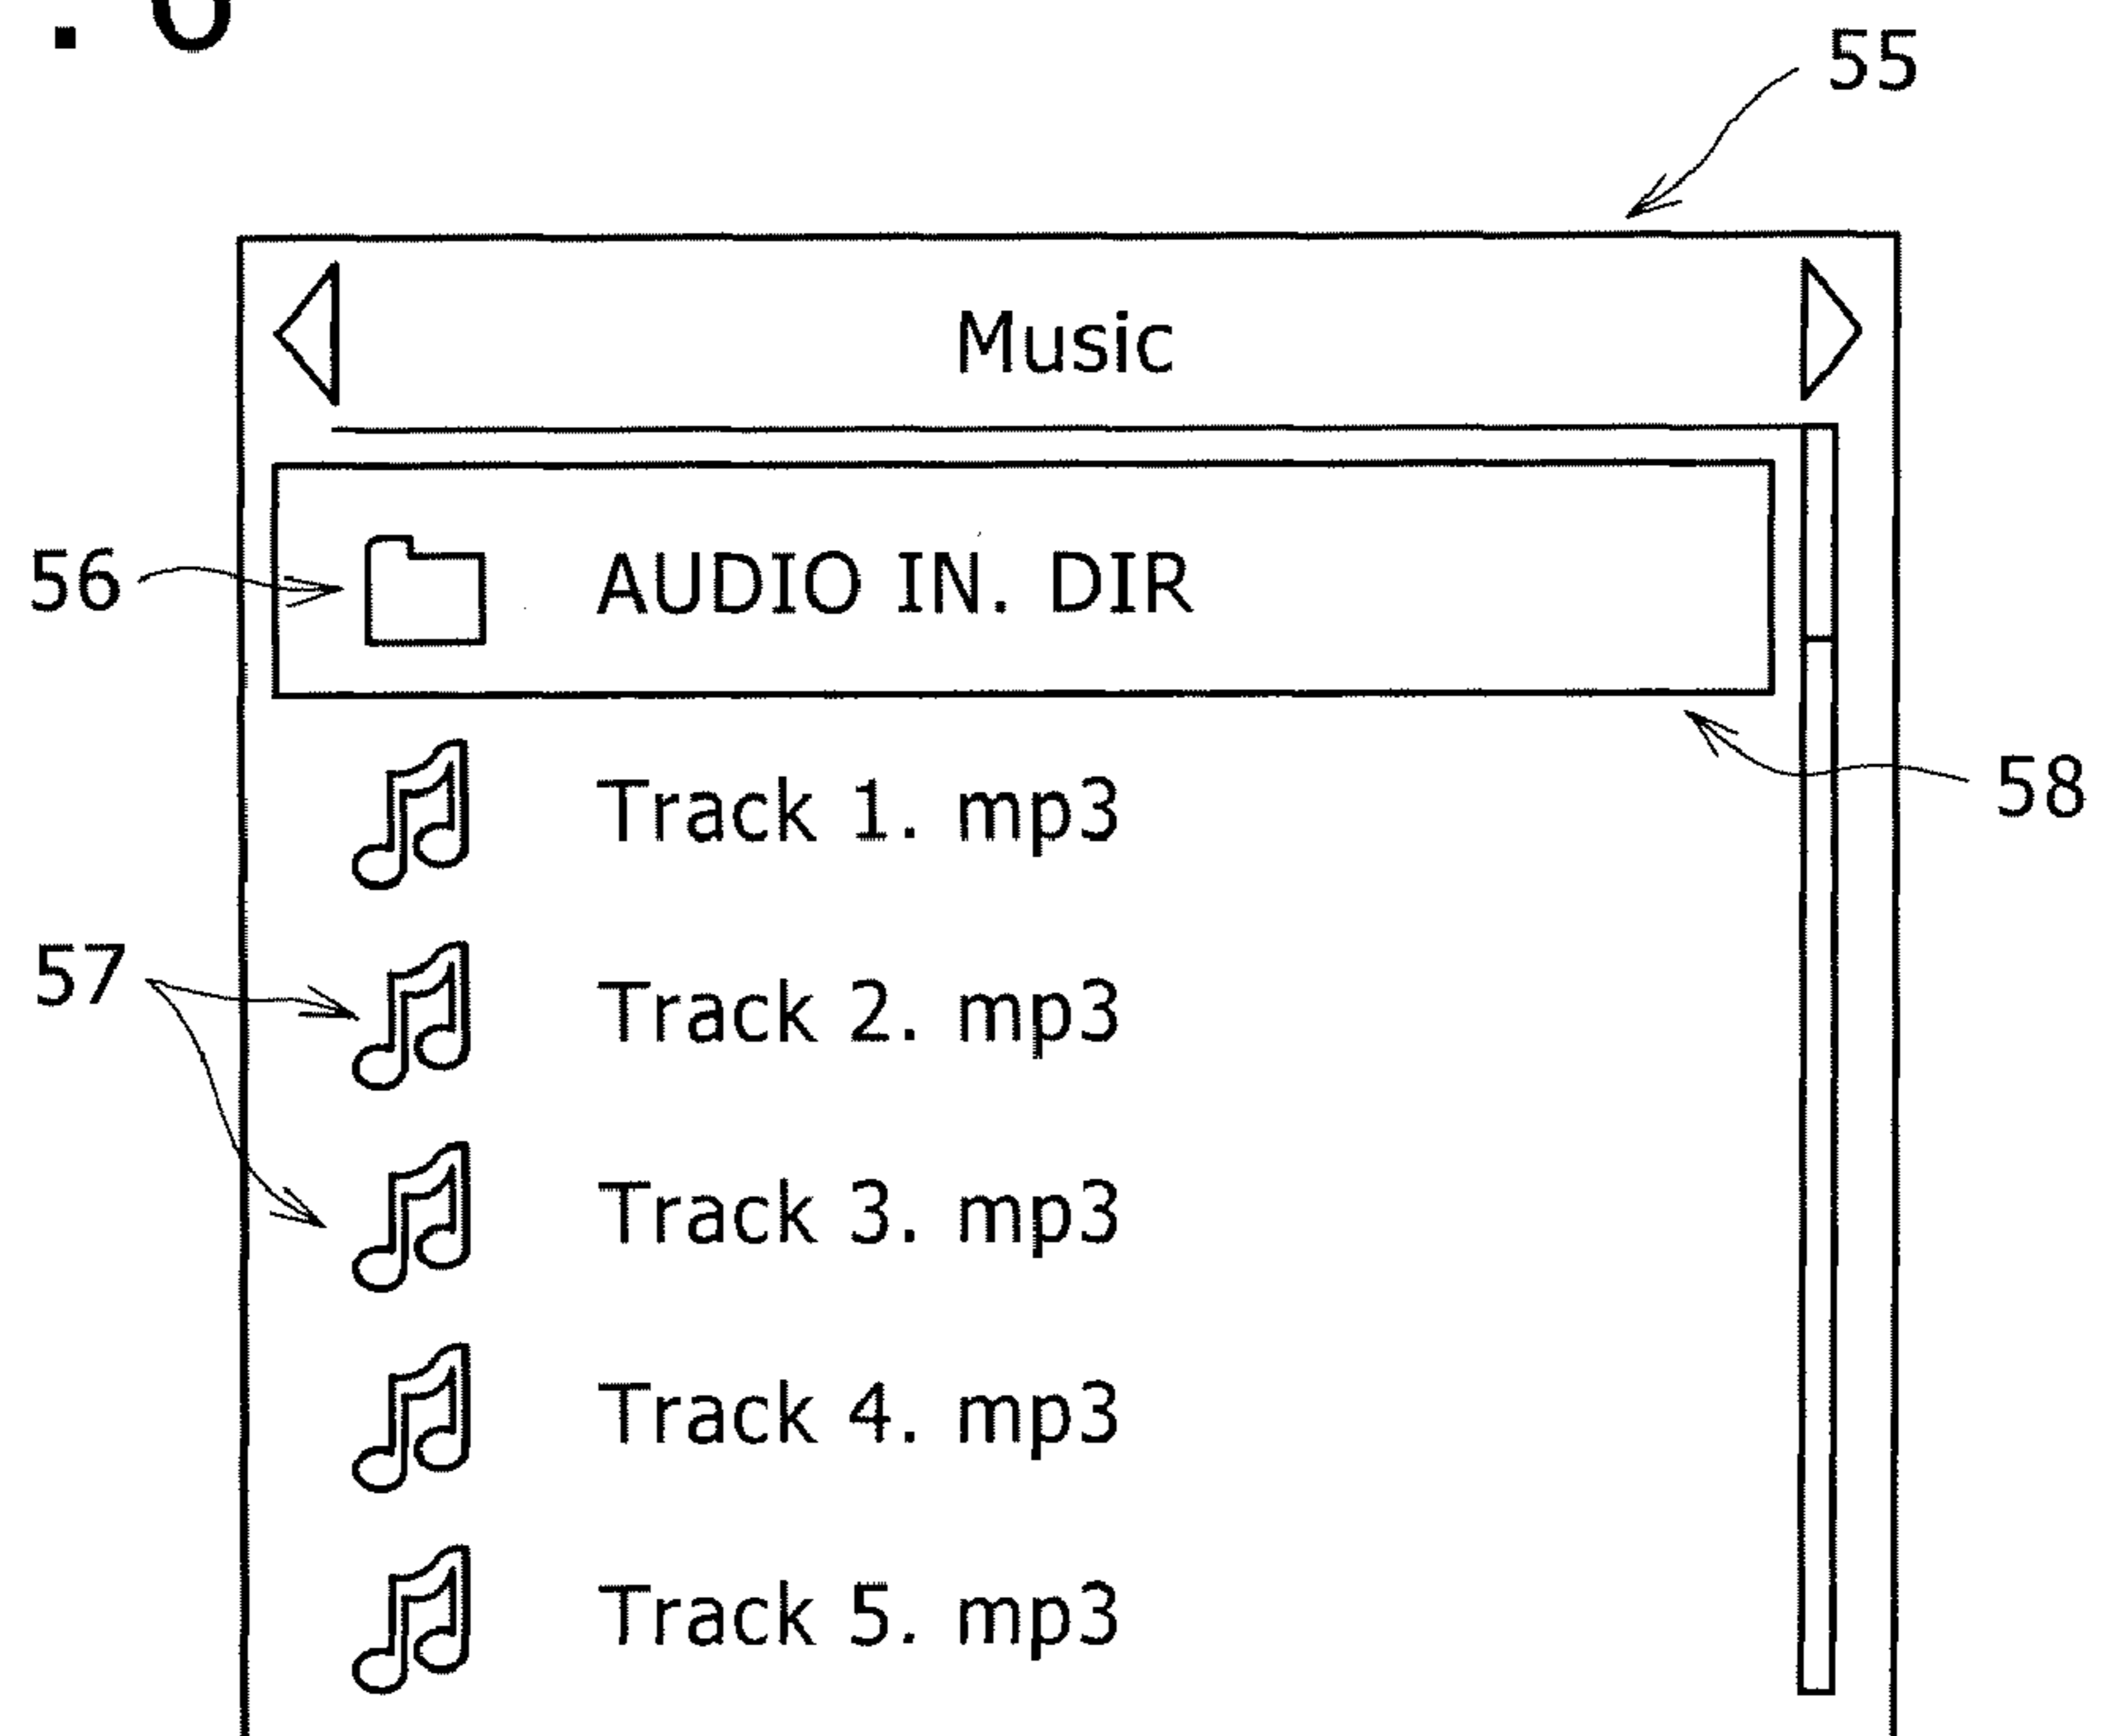 55
Music
56
AUDIO IN. DIR
58
Track 1. mp3
57
Track 2. mp3
Track 3. mp3
Track 4. mp3
Track 5. mp3